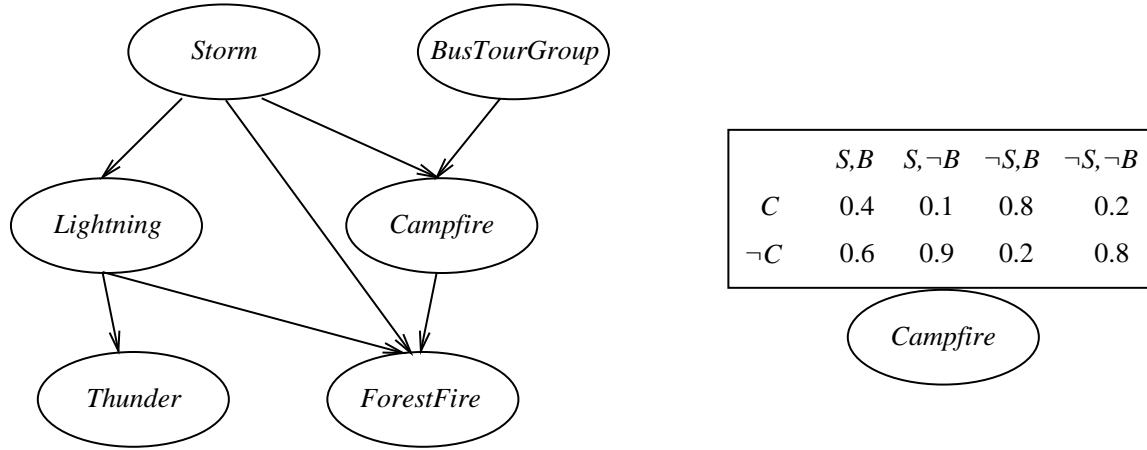 Storm
BusTourGroup
Lightning
Campfire
Thunder
ForestFire
S,B S,¬B ¬S,B ¬S,¬B
C 0.4 0.1 0.8 0.2
¬C 0.6 0.9 0.2 0.8
Campfire